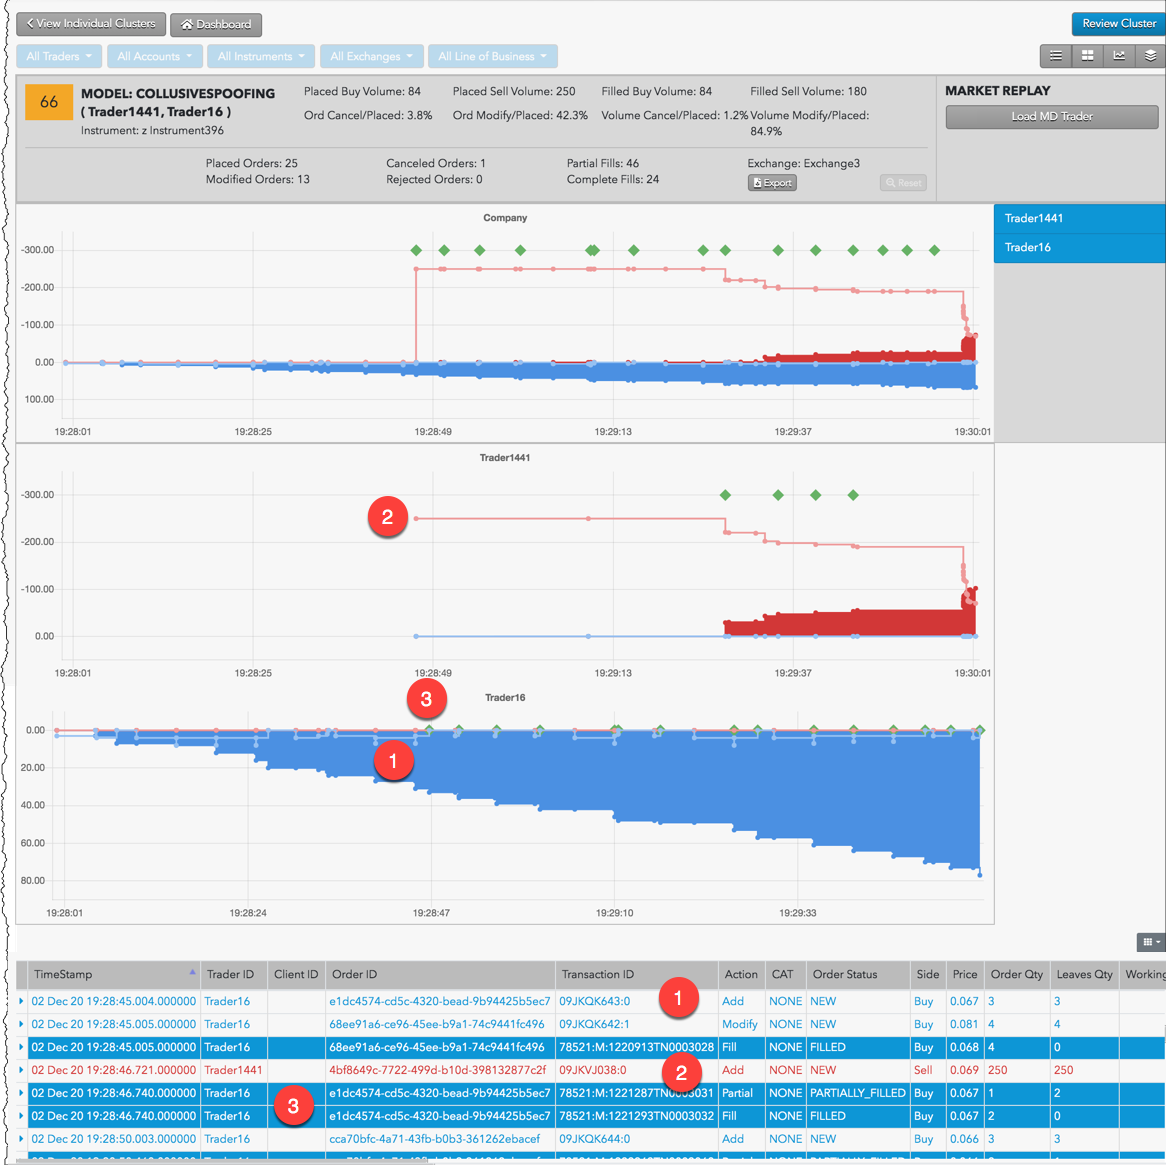 View Individual Clusters
Dashboard
Review Cluster
All Traders
All Accounts
All Instruments
All Exchanges
All Line of Business
66
MODEL: COLLUSIVESPOOFING
( Trader1441, Trader16 )
Instrument: z Instrument396
Placed Buy Volume: 84
Placed Sell Volume: 250
Filled Buy Volume: 84
Filled Sell Volume: 180
Ord Cancel/Placed: 3.8%
Ord Modify/Placed: 42.3%
Volume Cancel/Placed: 1.2%
Volume Modify/Placed:
84.9%
Placed Orders: 25
Canceled Orders: 1
Partial Fills: 46
Exchange: Exchange3
Modified Orders: 13
Rejected Orders: 0
Complete Fills: 24
Export
Reset
MARKET REPLAY
Load MD Trader
Trader1441
Trader16
Company
-300.00
-200.00
-100.00
0.00
100.00
19:28:01 19:28:25 19:28:49 19:29:13 19:29:37 19:30:01
Trader1441
-300.00
-200.00
-100.00
0.00
2
19:28:01 19:28:25 19:28:49 19:29:13 19:29:37 19:30:01
Trader16
3
1
0.00
20.00
40.00
60.00
80.00
19:28:01 19:28:24 19:28:47 19:29:10 19:29:33
TimeStamp Trader ID Client ID Order ID Transaction ID Action CAT Order Status Side Price Order Qty Leaves Qty Working
02 Dec 20 19:28:45.004.000000 Trader16 e1dc4574-cd5c-4320-bead-9b94425b5ec7 09JKQK643:0 1 Add NONE NEW Buy 0.067 3 3
02 Dec 20 19:28:45.005.000000 Trader16 68ee91a6-ce96-45ee-b9a1-74c9441fc496 09JKQK642:1 Modify NONE NEW Buy 0.081 4 4
02 Dec 20 19:28:45.005.000000 Trader16 68ee91a6-ce96-45ee-b9a1-74c9441fc496 78521:M:1220913TN0003028 Fill NONE FILLED Buy 0.068 4 0
02 Dec 20 19:28:46.721.000000 Trader1441 4bf8649c-7722-499d-b10d-398132877c2f 09JKVJ038:0 2 Add NONE NEW Sell 0.069 250 250
02 Dec 20 19:28:46.740.000000 Trader16 3 e1dc4574-cd5c-4320-bead-9b94425b5ec7 78521:M:1221287TN0003031 Partial NONE PARTIALLY_FILLED Buy 0.067 1 2
02 Dec 20 19:28:46.740.000000 Trader16 e1dc4574-cd5c-4320-bead-9b94425b5ec7 78521:M:1221293TN0003032 Fill NONE FILLED Buy 0.067 2 0
02 Dec 20 19:28:50.003.000000 Trader16 cca70bfc-4a71-43fb-b0b3-361262ebacef 09JKQK644:0 Add NONE NEW Buy 0.066 3 3